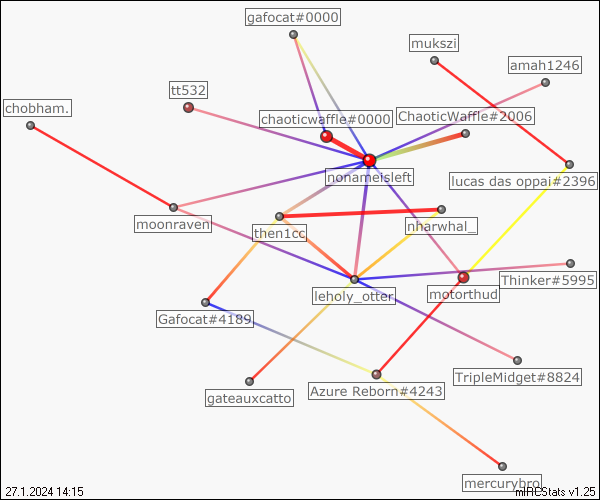 gafocat#0000
mukszi
amah1246
tt532
chobham.
chaoticwaffle#0000
ChaoticWaffle#2006
nonameisleft
lucas das oppai#2396
moonraven
then1cc
nharwhal_
leholy_otter
motorthud
Thinker#5995
Gafocat#4189
TripleMidget#8824
gateauxcatto
Azure Reborn#4243
mercurybro
27.1.2024 14:15
mIRCStats v1.25